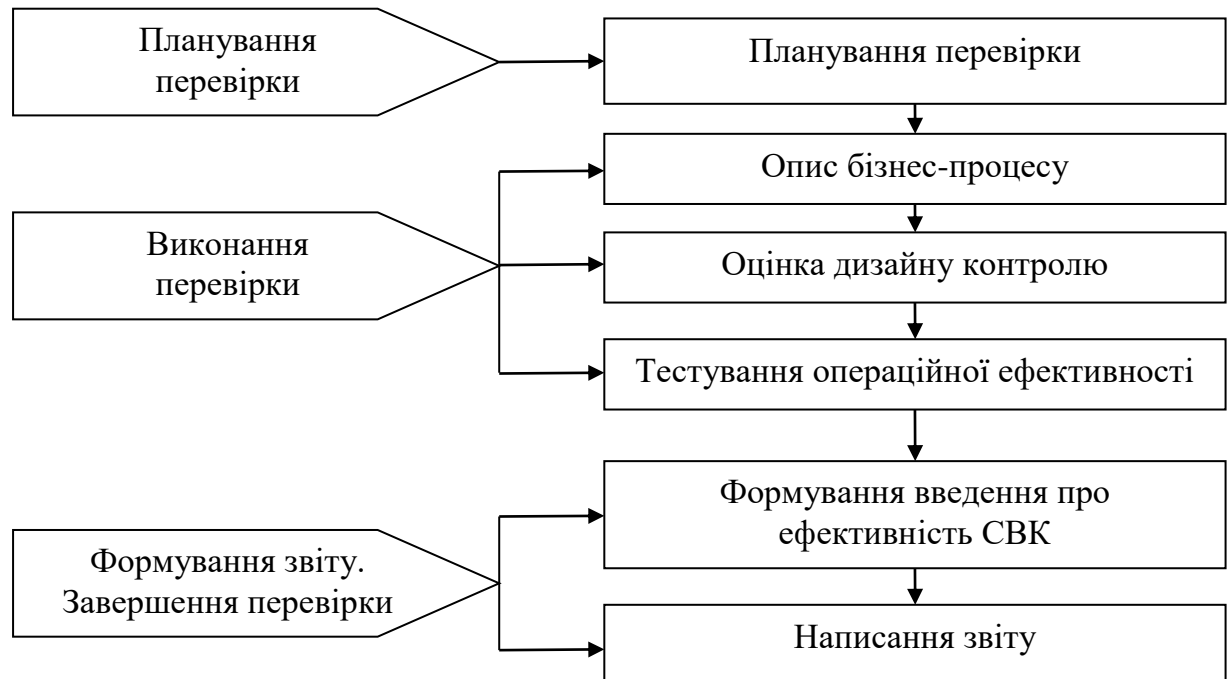 Планування
перевірки
Планування перевірки
Опис бізнес-процесу
Виконання
перевірки
Оцінка дизайну контролю
Тестування операційної ефективності
Формування введення про
ефективність СВК
Формування звіту.
Завершення перевірки
Написання звіту